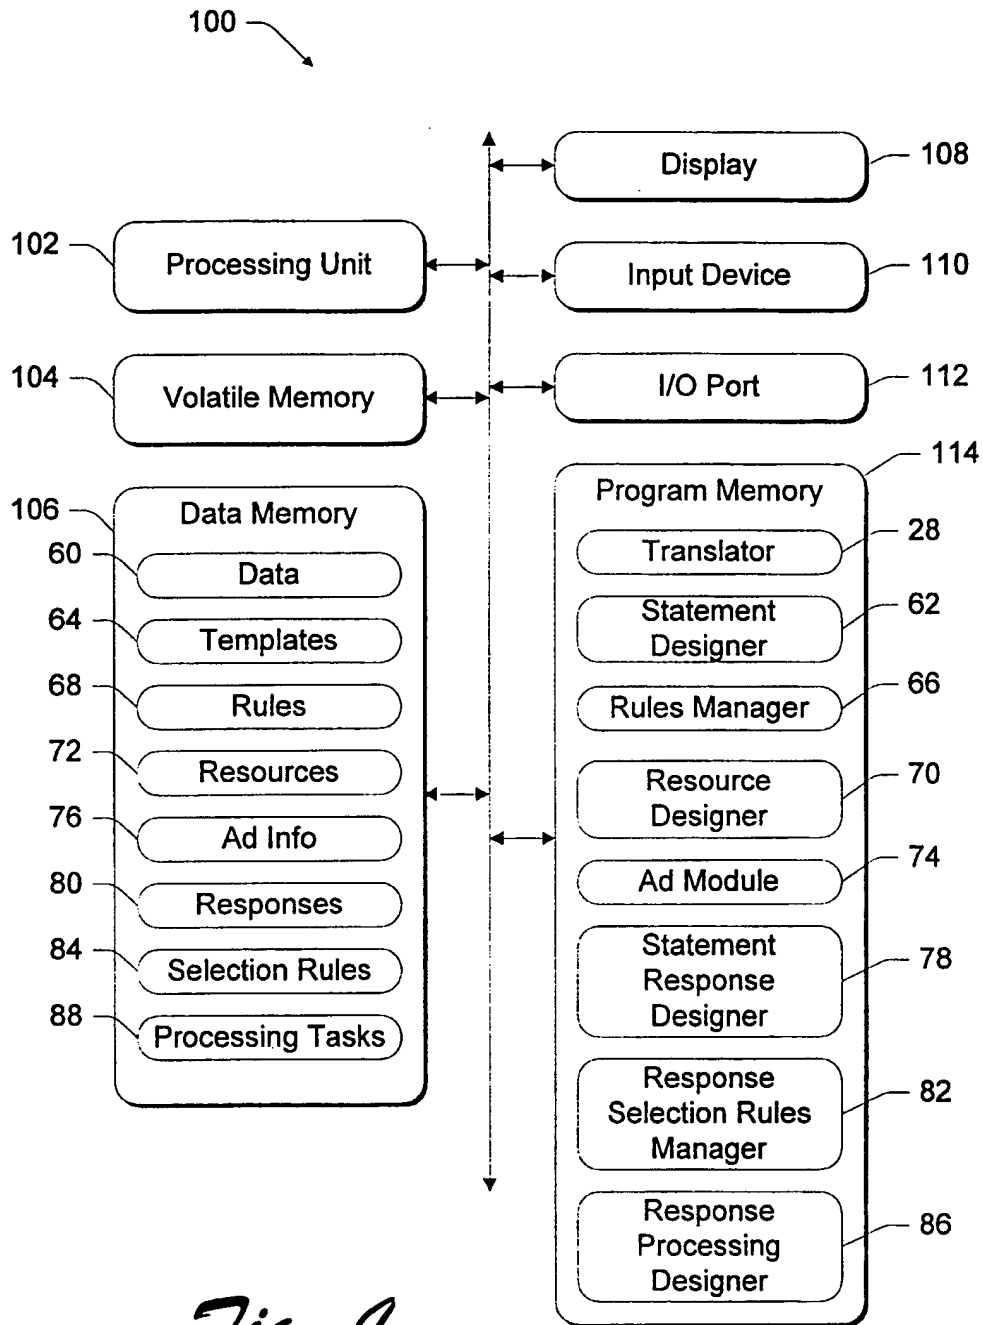 100
Display
108
102
Processing Unit
Input Device
110
104
Volatile Memory
I/O Port
112
106
Data Memory
60
Data
64
Templates
68
Rules
72
Resources
76
Ad Info
80
Responses
84
Selection Rules
88
Processing Tasks
114
Program Memory
Translator
28
Statement
Designer
62
Rules Manager
66
Resource
Designer
70
Ad Module
74
Statement
Response
Designer
78
Response
Selection Rules
Manager
82
Response
Processing
Designer
86